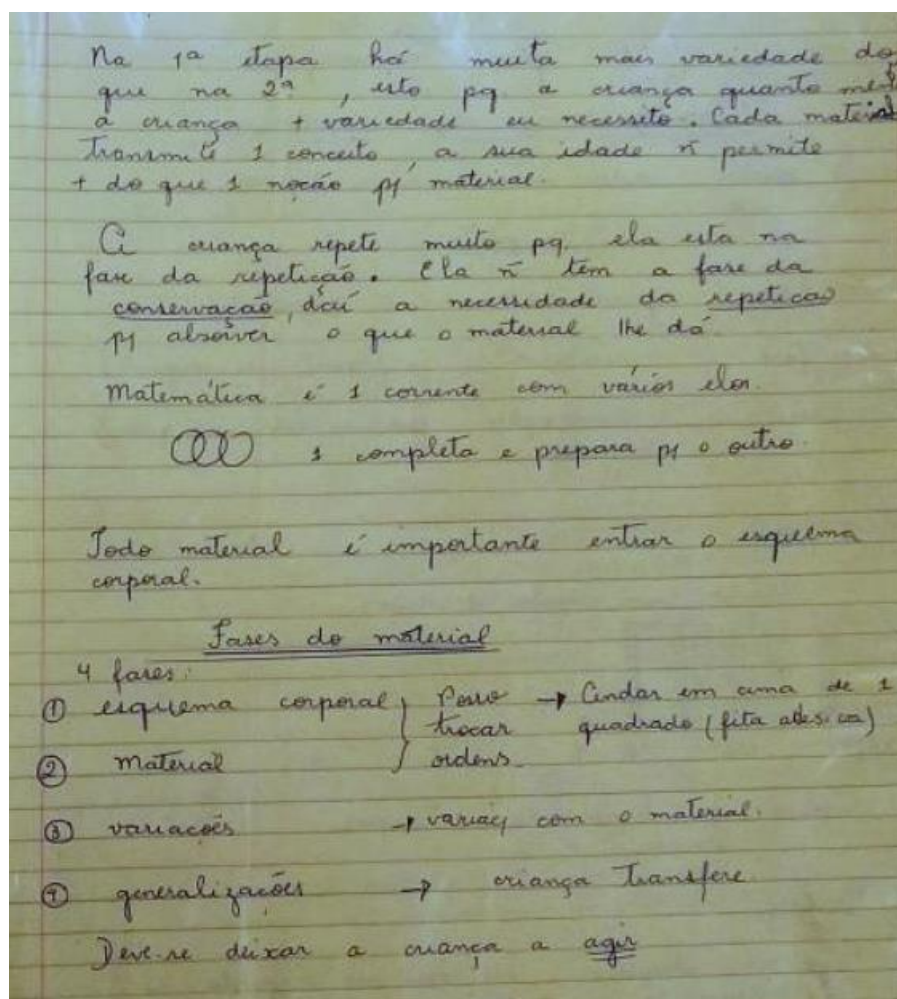 Na 1ª etapa há muita mais variedade do
que na 2ª, isto pq a criança quanto
a criança + variedade eu necessito. Cada material
transmite 1 conceito, a sua idade ñ permite
+ do que 1 noção p/ material.
A criança repete muito pq. ela esta na
fase da repetição. Ela ñ tem a fase da
conservação, daí a necessidade da repetição
p/ absorver o que o material lhe dá.
Matemática é 1 corrente com vários elos.
1 completa e prepara p/ o outro.
Todo material é importante entrar o esquema
corporal.
Fases do material
4 fases:
① esquema corporal } Posso → Andar em cima de 1
trocar quadrado (fita adesiva)
② material ordens
③ variações → com o material.
④ generalizações → criança transfere
Deve-se deixar a criança a agir